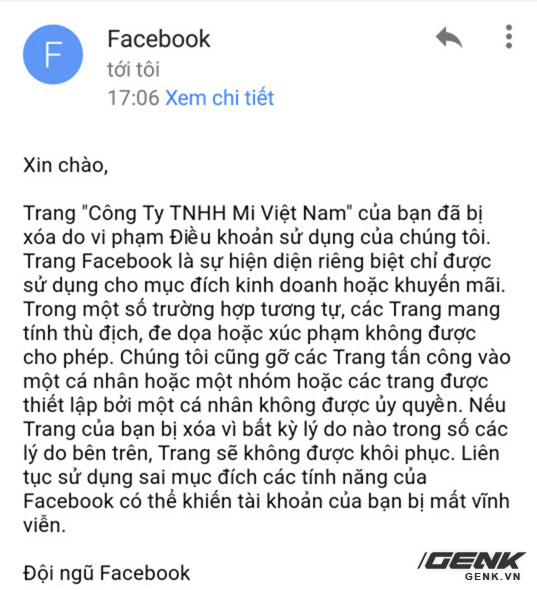 F
Facebook
tới tôi
17:06 Xem chi tiết
Xin chào,
Trang "Công Ty TNHH Mi Việt Nam" của bạn đã bị
xóa do vi phạm Điều khoản sử dụng của chúng tôi.
Trang Facebook là sự hiện diện riêng biệt chỉ được
sử dụng cho mục đích kinh doanh hoặc khuyến mãi.
Trong một số trường hợp tương tự, các Trang mang
tính thù địch, đe dọa hoặc xúc phạm không được
cho phép. Chúng tôi cũng gỡ các Trang tấn công vào
một cá nhân hoặc một nhóm hoặc các trang được
thiết lập bởi một cá nhân không được ủy quyền. Nếu
Trang của bạn bị xóa vì bất kỳ lý do nào trong số các
lý do bên trên, Trang sẽ không được khôi phục. Liên
tục sử dụng sai mục đích các tính năng của
Facebook có thể khiến tài khoản của bạn bị mất vĩnh
viễn.
Đội ngũ Facebook
GENK
GENK.VN